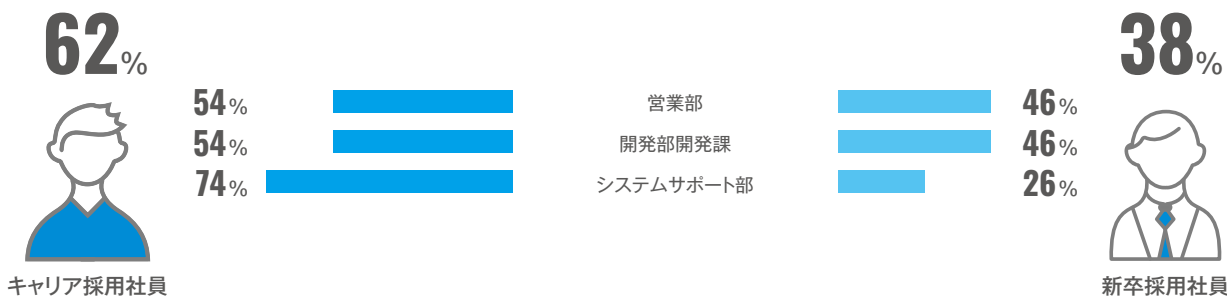 62% 38%
54% 営業部 46%
54% 開発部開発課 46%
74% システムサポート部 26%
キャリア採用社員 新卒採用社員